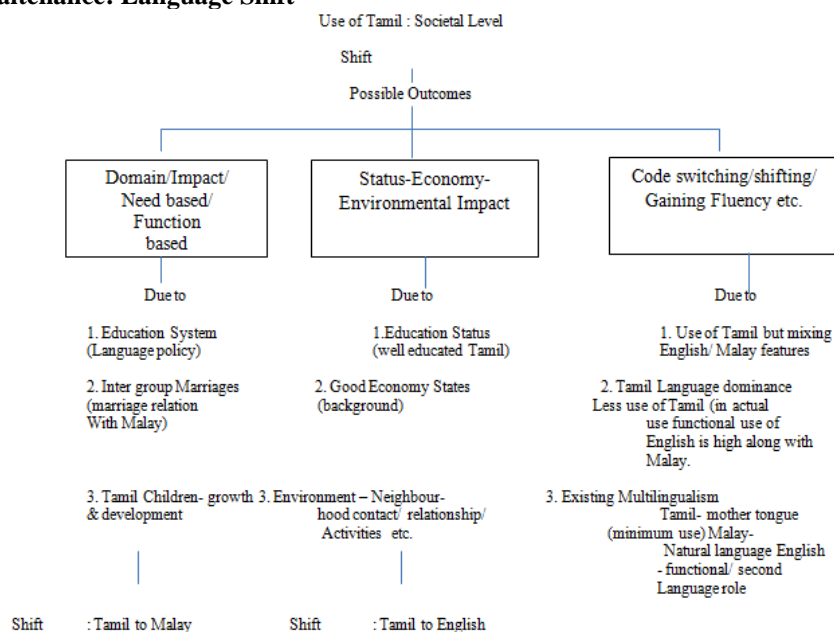 Maintenance: Language Shift
Use of Tamil : Societal Level
Shift
Possible Outcomes
Domain/Impact/
Need based/
Function
based
Status-Economy-
Environmental Impact
Code switching/shifting/
Gaining Fluency etc.
Due to
1. Education System
(Language policy)
2. Inter group Marriages
(marriage relation
With Malay)
3. Tamil Children- growth
& development
Shift : Tamil to Malay
Due to
1.Education Status
(well educated Tamil)
2. Good Economy States
(background)
3. Environment – Neighbour-
hood contact/ relationship/
Activities etc.
Shift : Tamil to English
Due to
1. Use of Tamil but mixing
English/ Malay features
2. Tamil Language dominance
Less use of Tamil (in actual
use functional use of
English is high along with
Malay.
3. Existing Multilingualism
Tamil- mother tongue
(minimum use) Malay-
Natural language English
- functional/ second
Language role